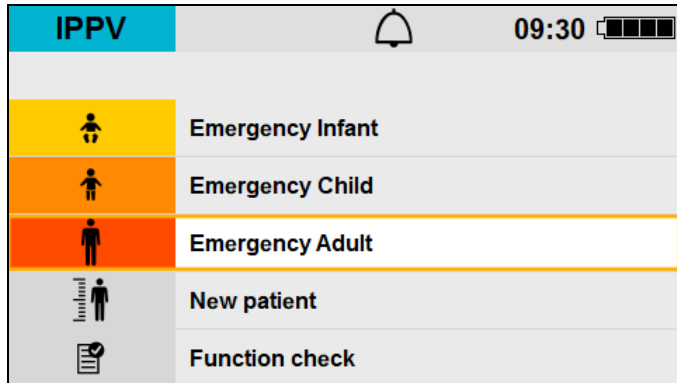 IPPV 09:30
Emergency Infant
Emergency Child
Emergency Adult
New patient
Function check